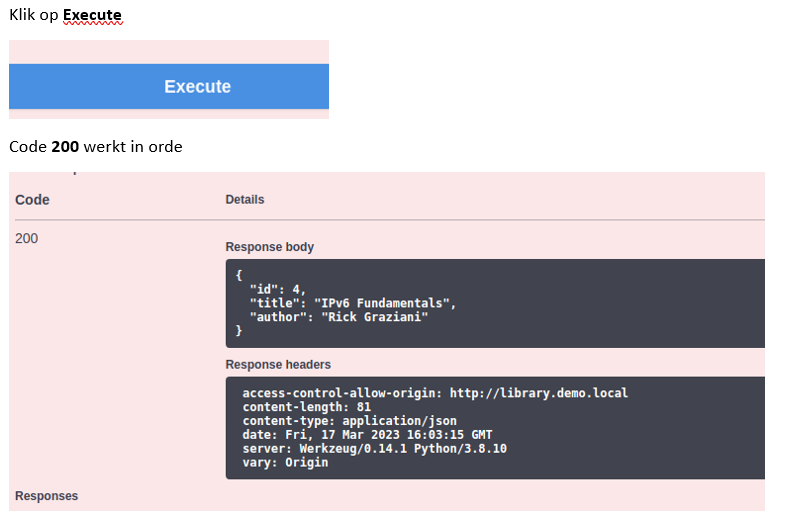 Klik op Execute
Execute
Code 200 werkt in orde
Code Details
200
Response body
{
"id": 4,
"title": "IPv6 Fundamentals",
"author": "Rick Graziani"
}
Response headers
access-control-allow-origin: http://library.demo.local
content-length: 81
content-type: application/json
date: Fri, 17 Mar 2023 16:03:15 GMT
server: Werkzeug/0.14.1 Python/3.8.10
vary: Origin
Responses